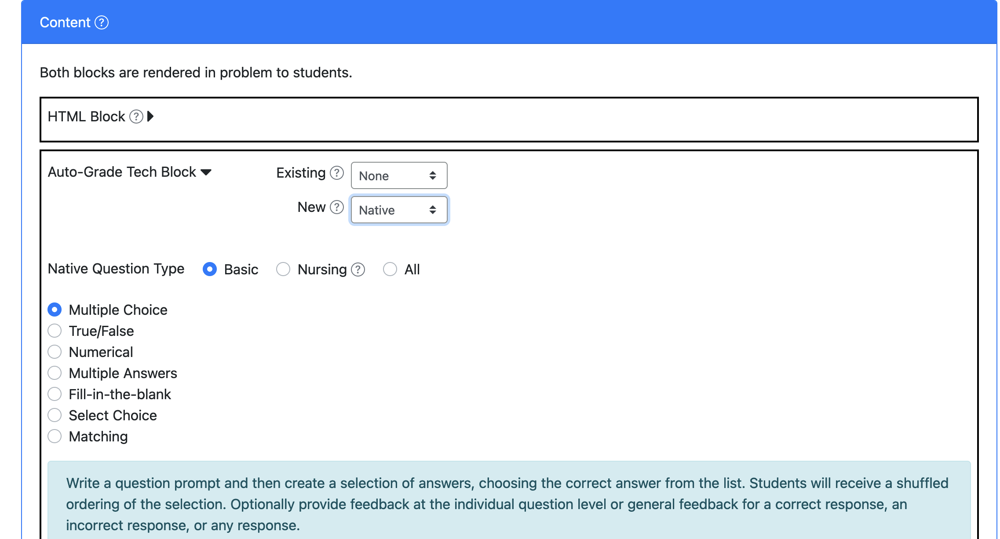 Content ?
Both blocks are rendered in problem to students.
HTML Block ?
Auto-Grade Tech Block
Existing ? None
New ? Native
Native Question Type Basic Nursing ? All
Multiple Choice
True/False
Numerical
Multiple Answers
Fill-in-the-blank
Select Choice
Matching
Write a question prompt and then create a selection of answers, choosing the correct answer from the list. Students will receive a shuffled
ordering of the selection. Optionally provide feedback at the individual question level or general feedback for a correct response, an
incorrect response, or any response.